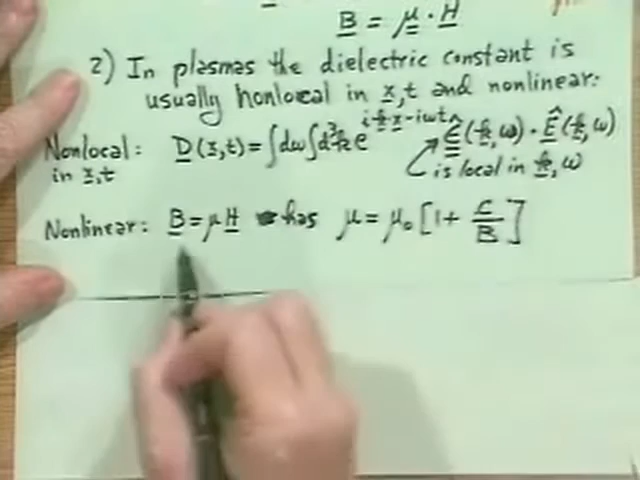 B = μ · H
2) In plasmas the dielectric constant is
usually nonlocal in x,t and nonlinear:
Nonlocal: D(x,t) = ∫dω∫d³k e^{ik·x-iωt} ε̂(k,ω) · Ê(k,ω)
in x,t is local in k,ω
Nonlinear: B = μH has μ = μ₀[1 + C/B]